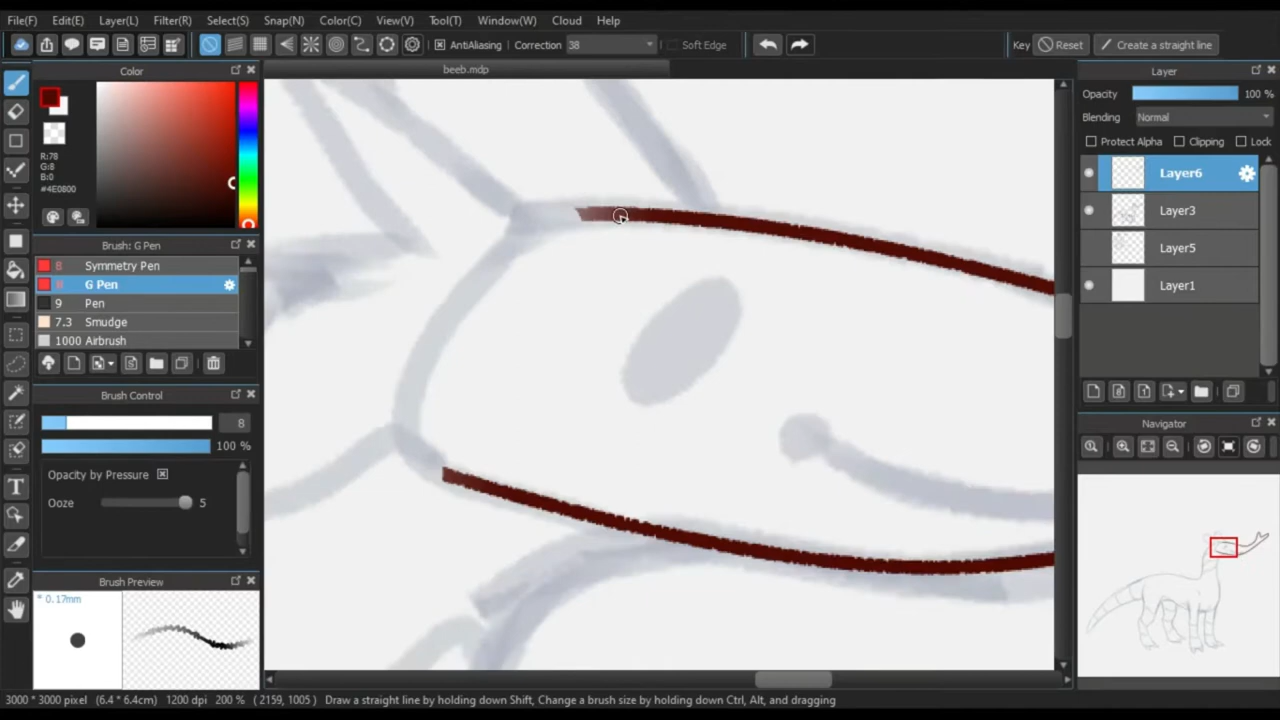 File(F) Edit(E) Layer(L) Filter(R) Select(S) Snap(N) Color(C) View(V) Tool(T) Window(W) Cloud Help
AntiAliasing Correction 38 Soft Edge Key Reset Create a straight line
Color
beeb.mdp
Layer
Opacity 100 %
Blending Normal
Protect Alpha Clipping Lock
R:78
G:8
B:0
#4E0800
Layer6
Layer3
Layer5
Layer1
Brush: G Pen
8 Symmetry Pen
G Pen
9 Pen
7.3 Smudge
1000 Airbrush
Brush Control
8
100 %
Opacity by Pressure
Ooze 5
Navigator
Brush Preview
* 0.17mm
3000 * 3000 pixel (6.4 * 6.4cm) 1200 dpi 200 % ( 2159, 1005 ) Draw a straight line by holding down Shift, Change a brush size by holding down Ctrl, Alt, and dragging